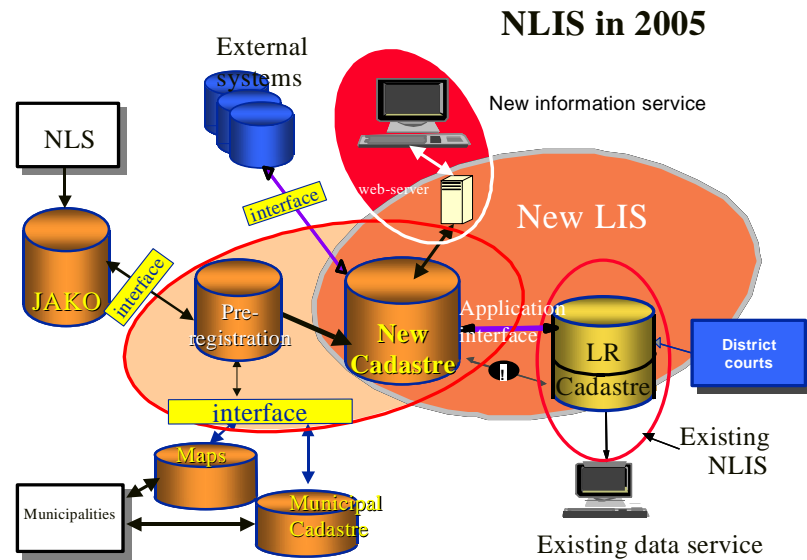 NLIS in 2005
External
systems
New information service
NLS
web-server
interface
New LIS
JAKO
interface
Pre-
registration
New
Cadastre
Application
interface
LR
Cadastre
!
District
courts
interface
Existing
NLIS
Maps
Municipalities
Municipal
Cadastre
Existing data service